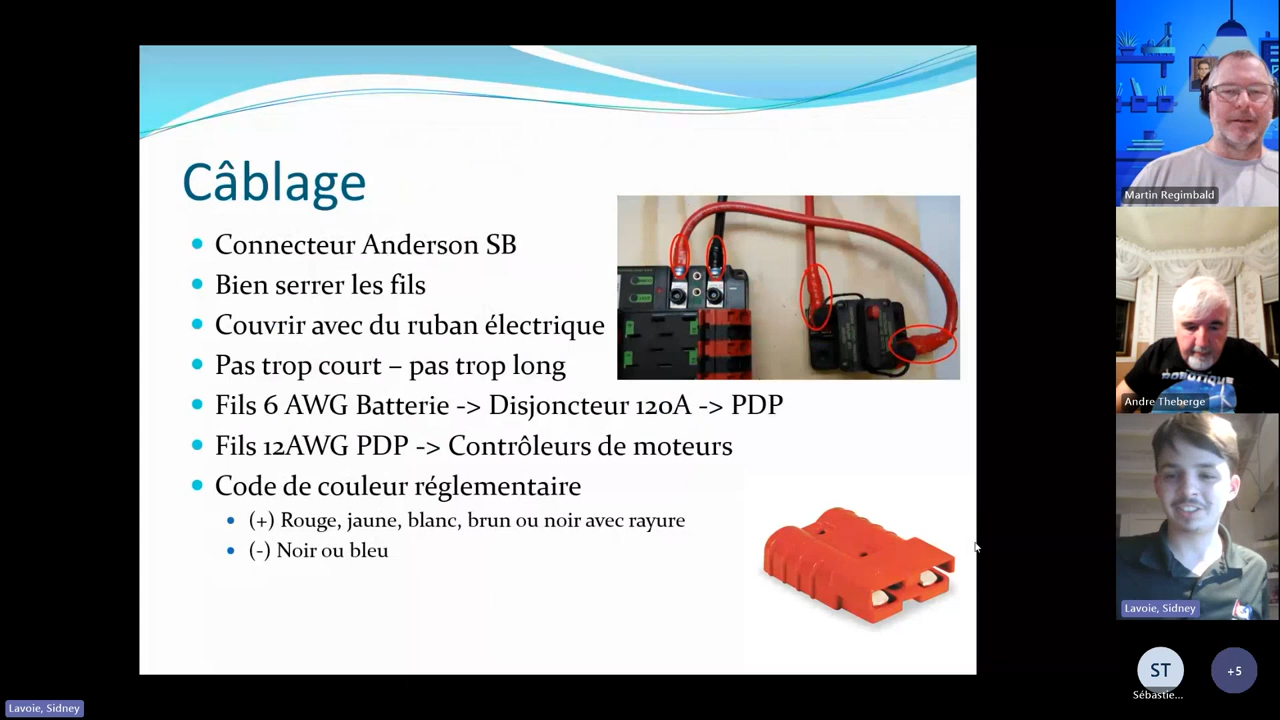 Câblage
Connecteur Anderson SB
Bien serrer les fils
Couvrir avec du ruban électrique
Pas trop court – pas trop long
Fils 6 AWG Batterie -> Disjoncteur 120A -> PDP
Fils 12AWG PDP -> Contrôleurs de moteurs
Code de couleur réglementaire
(+) Rouge, jaune, blanc, brun ou noir avec rayure
(-) Noir ou bleu
Martin Regimbald
Andre Theberge
Lavoie, Sidney
ST
Sébastie...
+5
Lavoie, Sidney